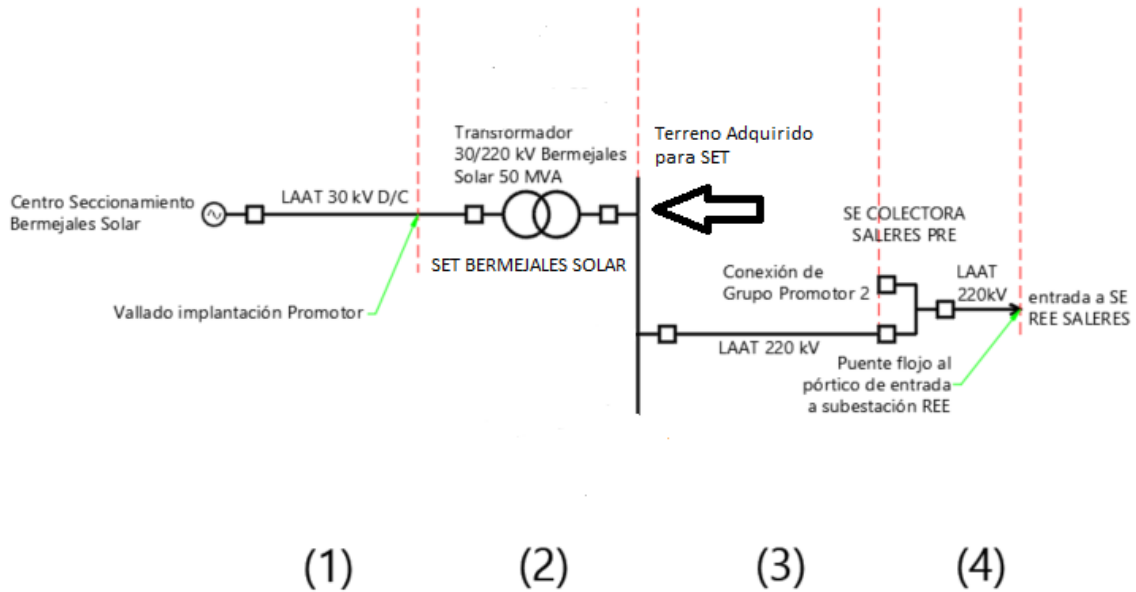 Transformador
30/220 kV Bermejales
Solar 50 MVA
Terreno Adquirido
para SET
Centro Seccionamiento
Bermejales Solar
LAAT 30 kV D/C
SE COLECTORA
SALERES PRE
SET BERMEJALES SOLAR
Conexión de
Grupo Promotor 2
LAAT
220kV
entrada a SE
REE SALERES
Vallado implantación Promotor
LAAT 220 kV
Puente flojo al
pórtico de entrada
a subestación REE
(1)
(2)
(3)
(4)